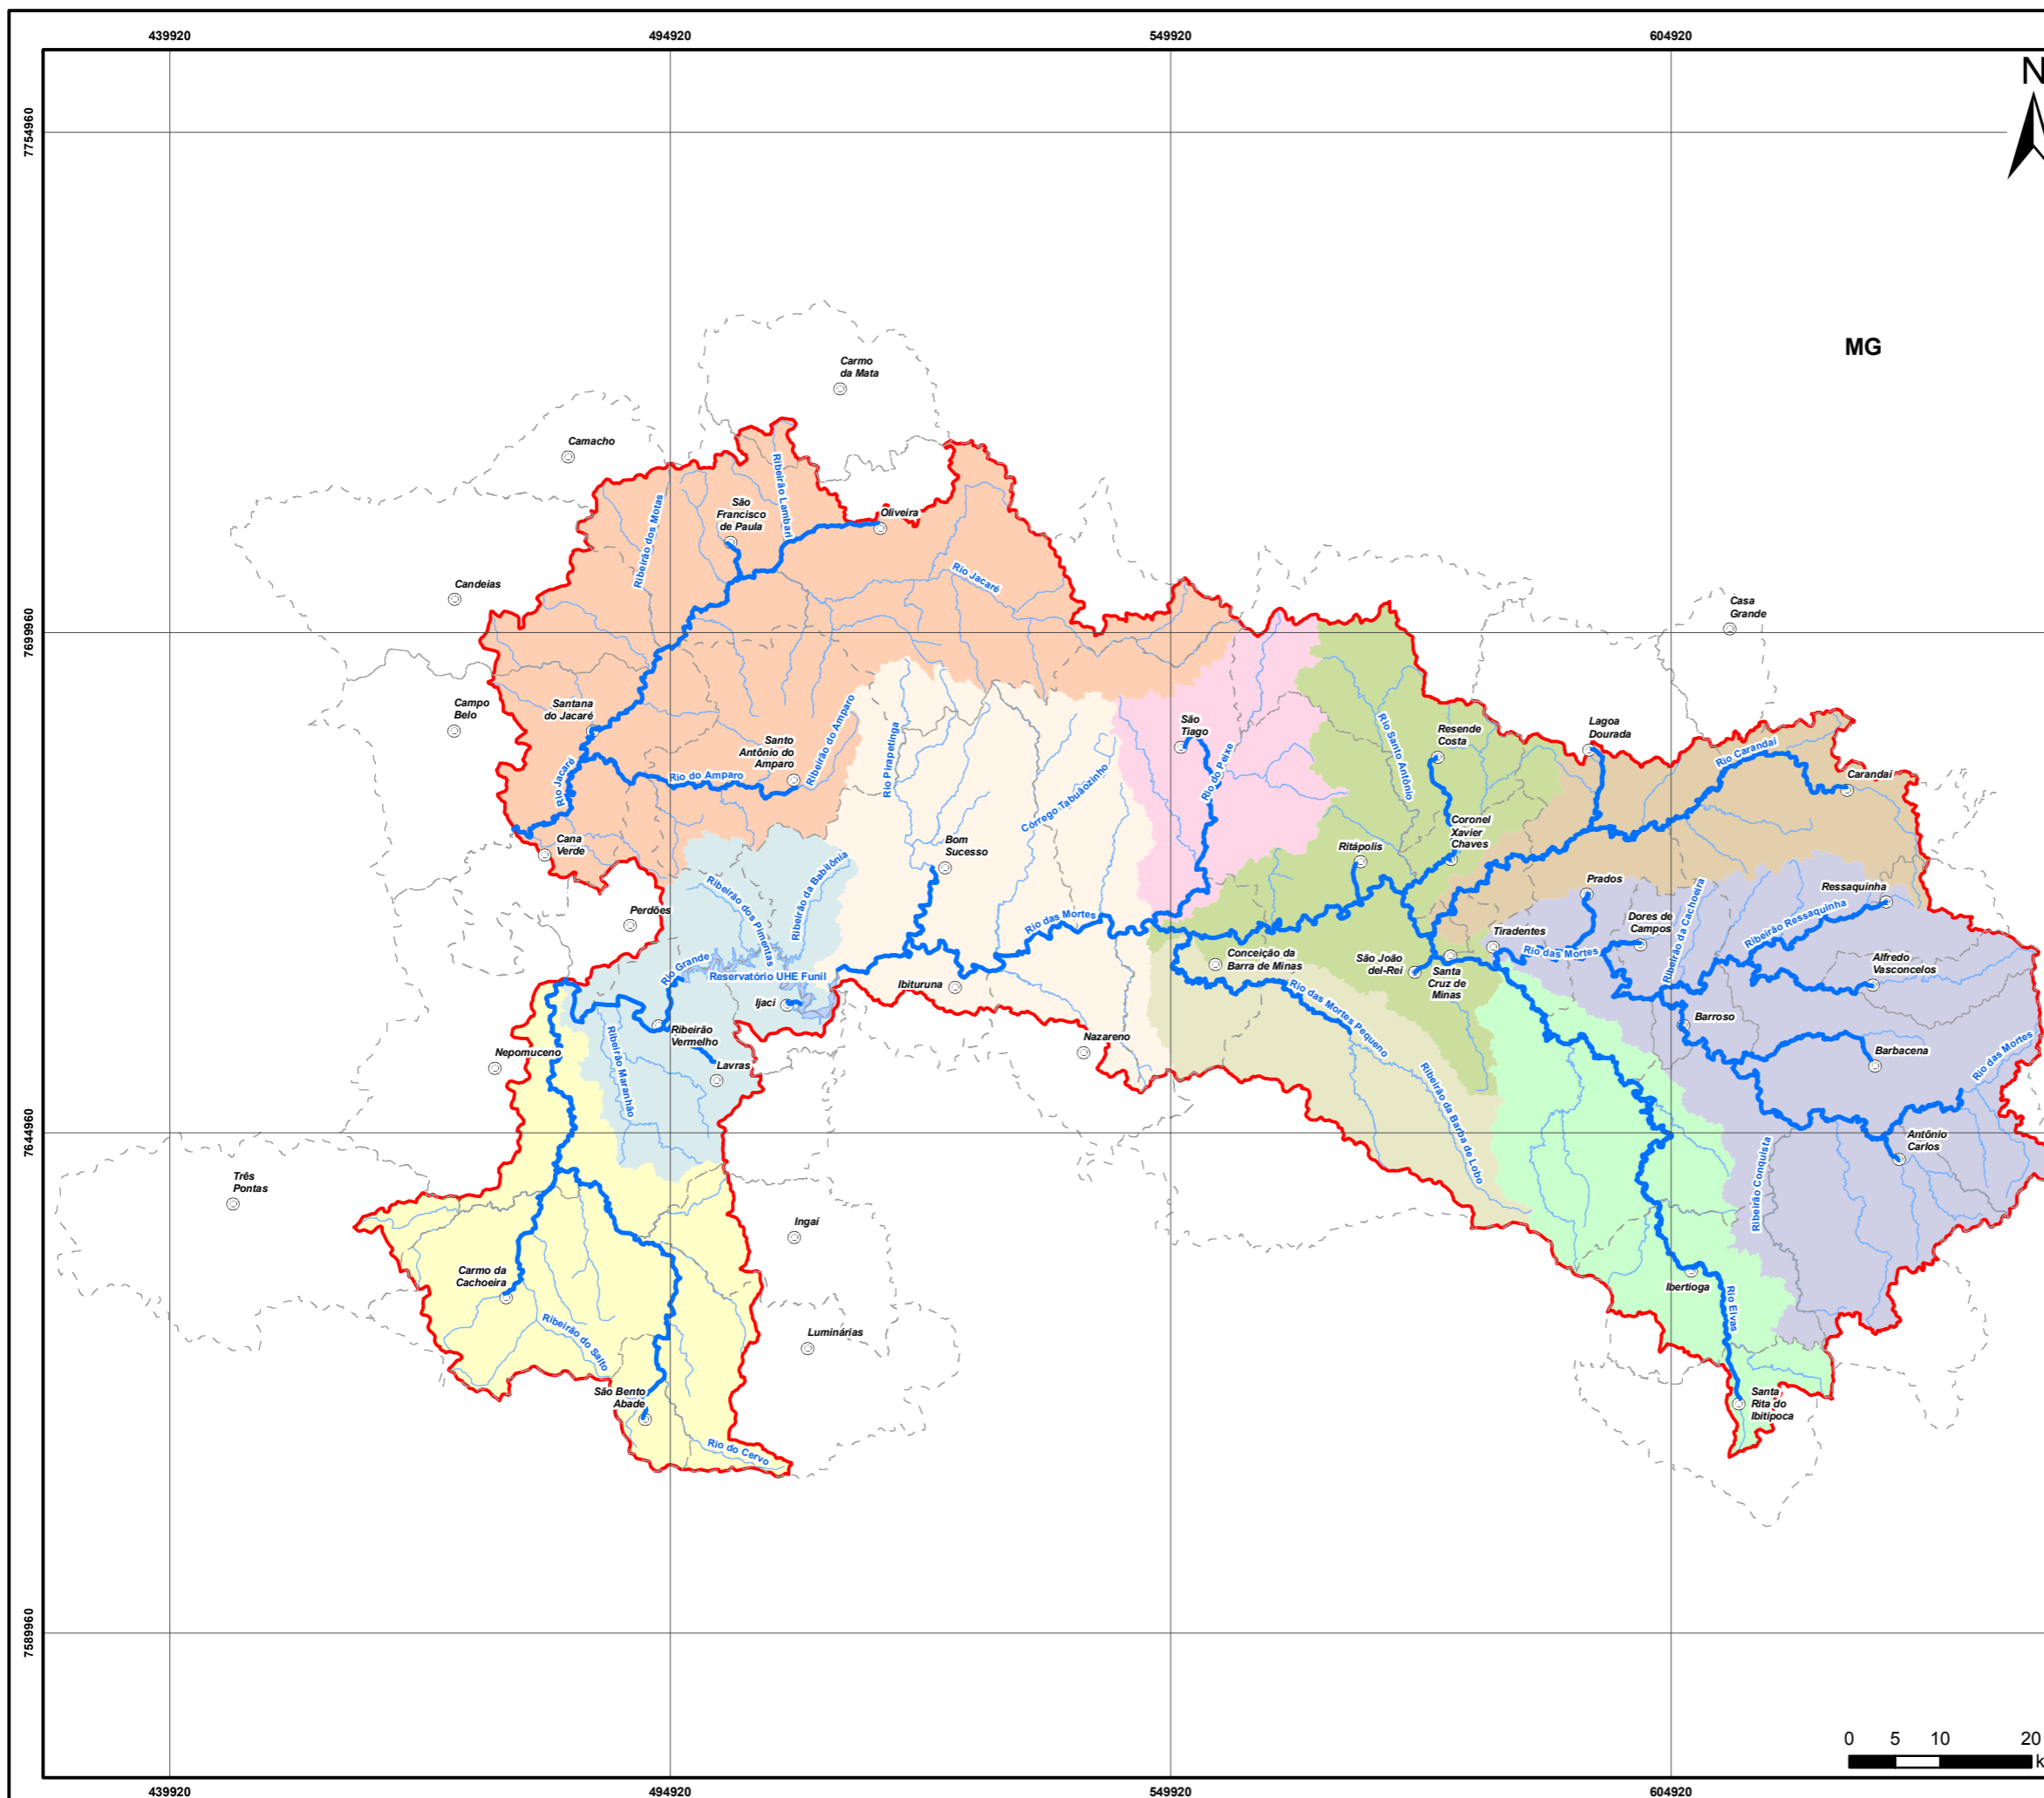 439920
494920
549920
604920
N
7754960
MG
Carmo
da Mata
Camacho
Ribeirão Lambari
Ribeirão dos Motas
São
Francisco
de Paula
Oliveira
Rio Jacaré
Candeias
Casa
Grande
7699960
Campo
Belo
Santana
do Jacaré
Santo
Antônio do
Amparo
Ribeirão do Amparo
Rio do Amparo
Rio Jacaré
Rio Pirapetinga
Córrego Tabuãozinho
São
Tiago
Rio do Peixe
Rio Santo Antônio
Resende
Costa
Lagoa
Dourada
Rio Carandaí
Carandaí
Cana
Verde
Bom
Sucesso
Coronel
Xavier
Chaves
Ritápolis
Ribeirão da Babilônia
Ribeirão dos Pimentas
Perdões
Prados
Ressaquinha
Ribeirão Ressaquinha
Ribeirão da Cachoeira
Dores de
Campos
Tiradentes
Rio das Mortes
Rio das Mortes
Rio Grande
Reservatório UHE Funil
Ijaci
Ibituruna
Conceição da
Barra de Minas
São João
del-Rei
Santa
Cruz de
Minas
Alfredo
Vasconcelos
Rio das Mortes Pequeno
Barroso
Ribeirão
Vermelho
Nazareno
Nepomuceno
Ribeirão Maranhão
Lavras
Barbacena
Rio das Mortes
Ribeirão da Barba de Lobo
7644960
Antônio
Carlos
Ribeirão Conquista
Três
Pontas
Ingaí
Carmo da
Cachoeira
Ibertioga
Rio Elvas
Ribeirão do Salto
Luminárias
São Bento
Abade
Santa
Rita do
Ibitipoca
Rio do Cervo
7589960
0 5 10 20
k
439920
494920
549920
604920